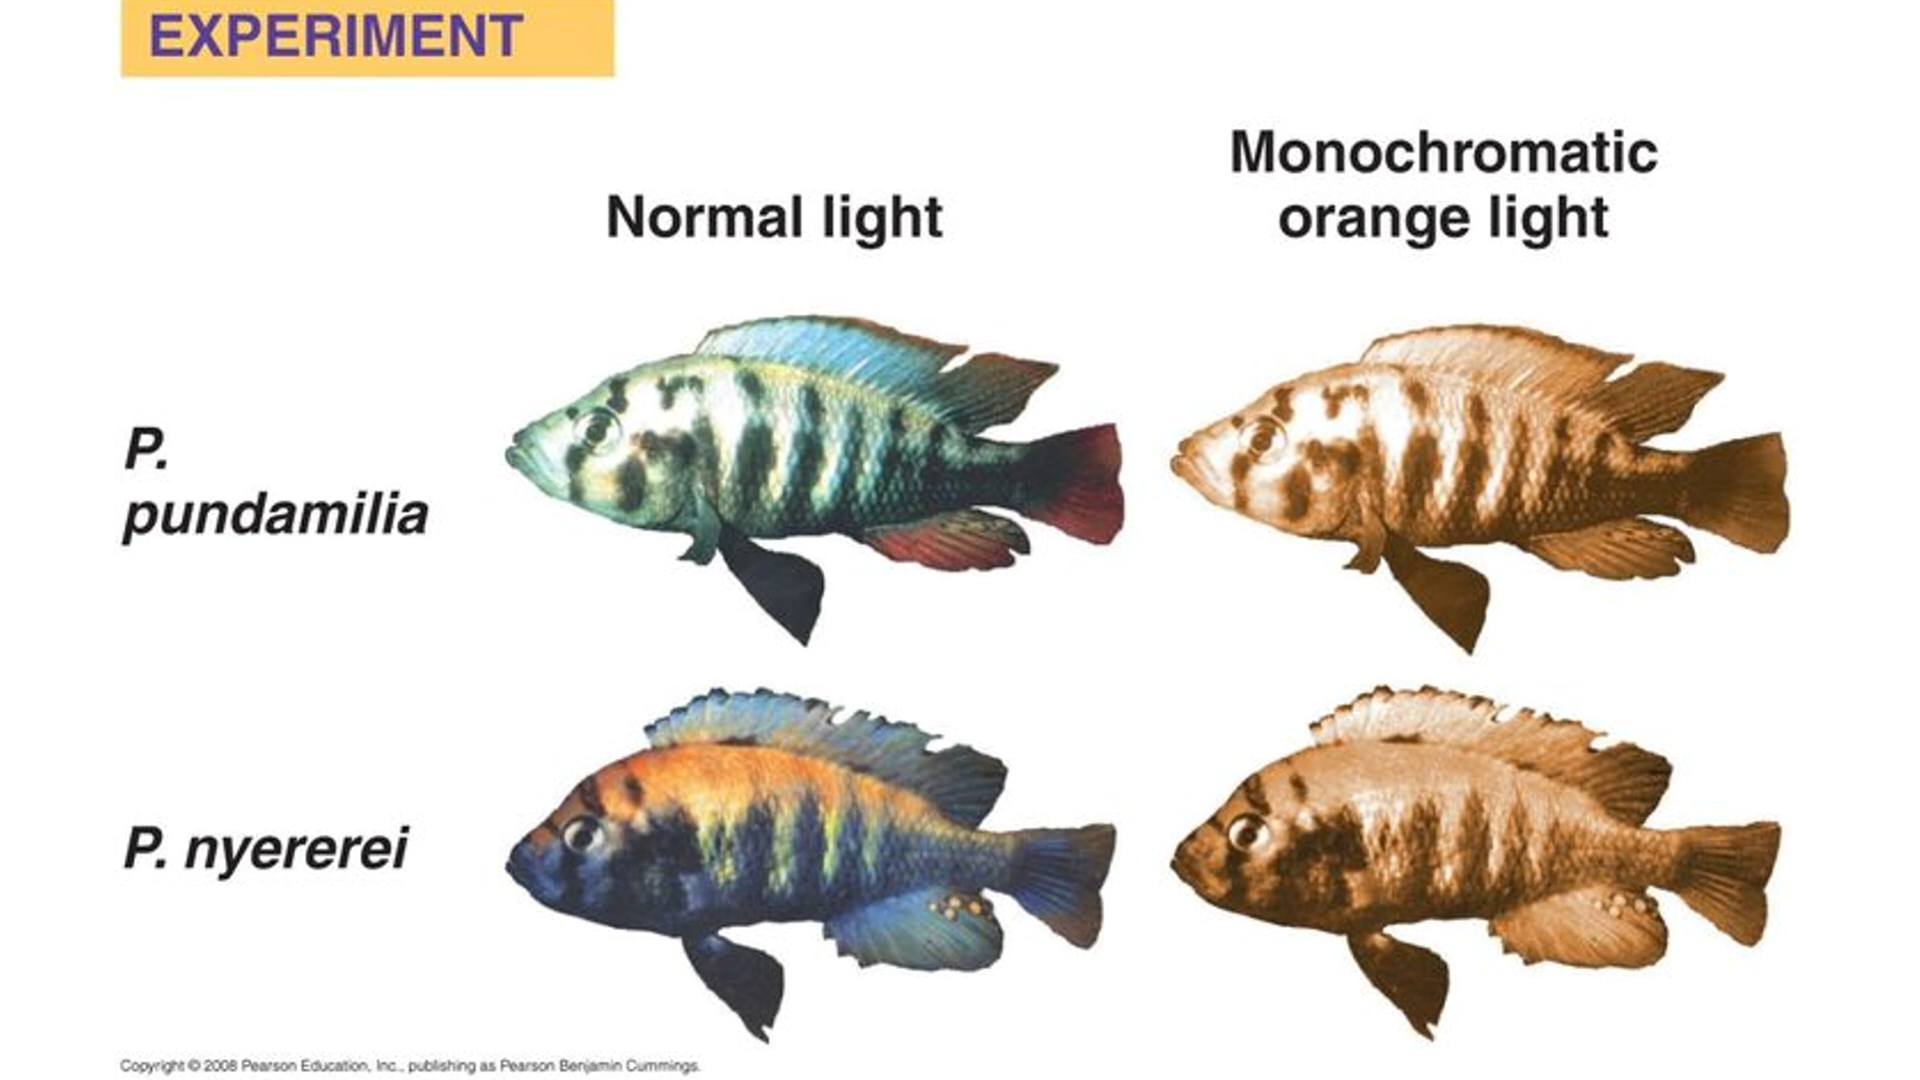 EXPERIMENT
Normal light
Monochromatic
orange light
P.
pundamilia
P. nyererei
Copyright © 2008 Pearson Education, Inc., publishing as Pearson Benjamin Cummings.